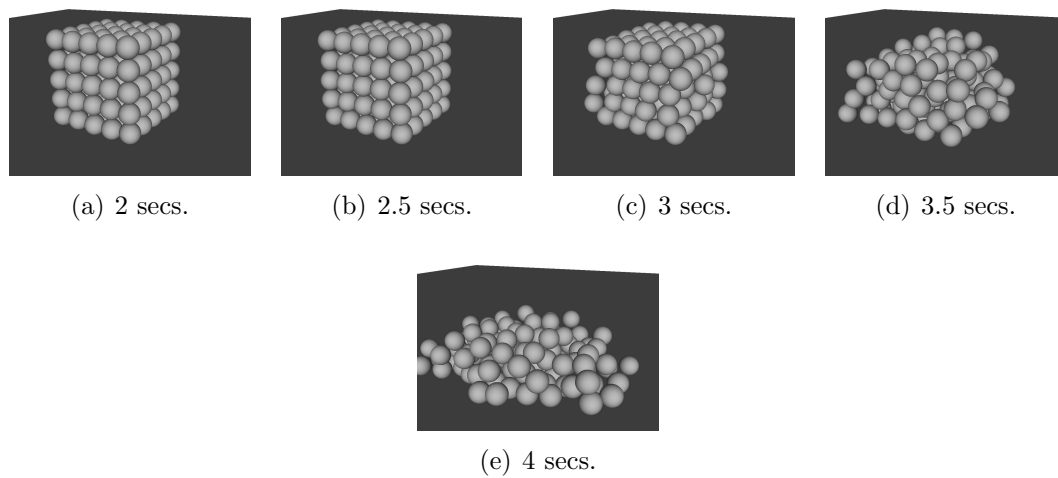 (a) 2 secs.
(b) 2.5 secs.
(c) 3 secs.
(d) 3.5 secs.
(e) 4 secs.